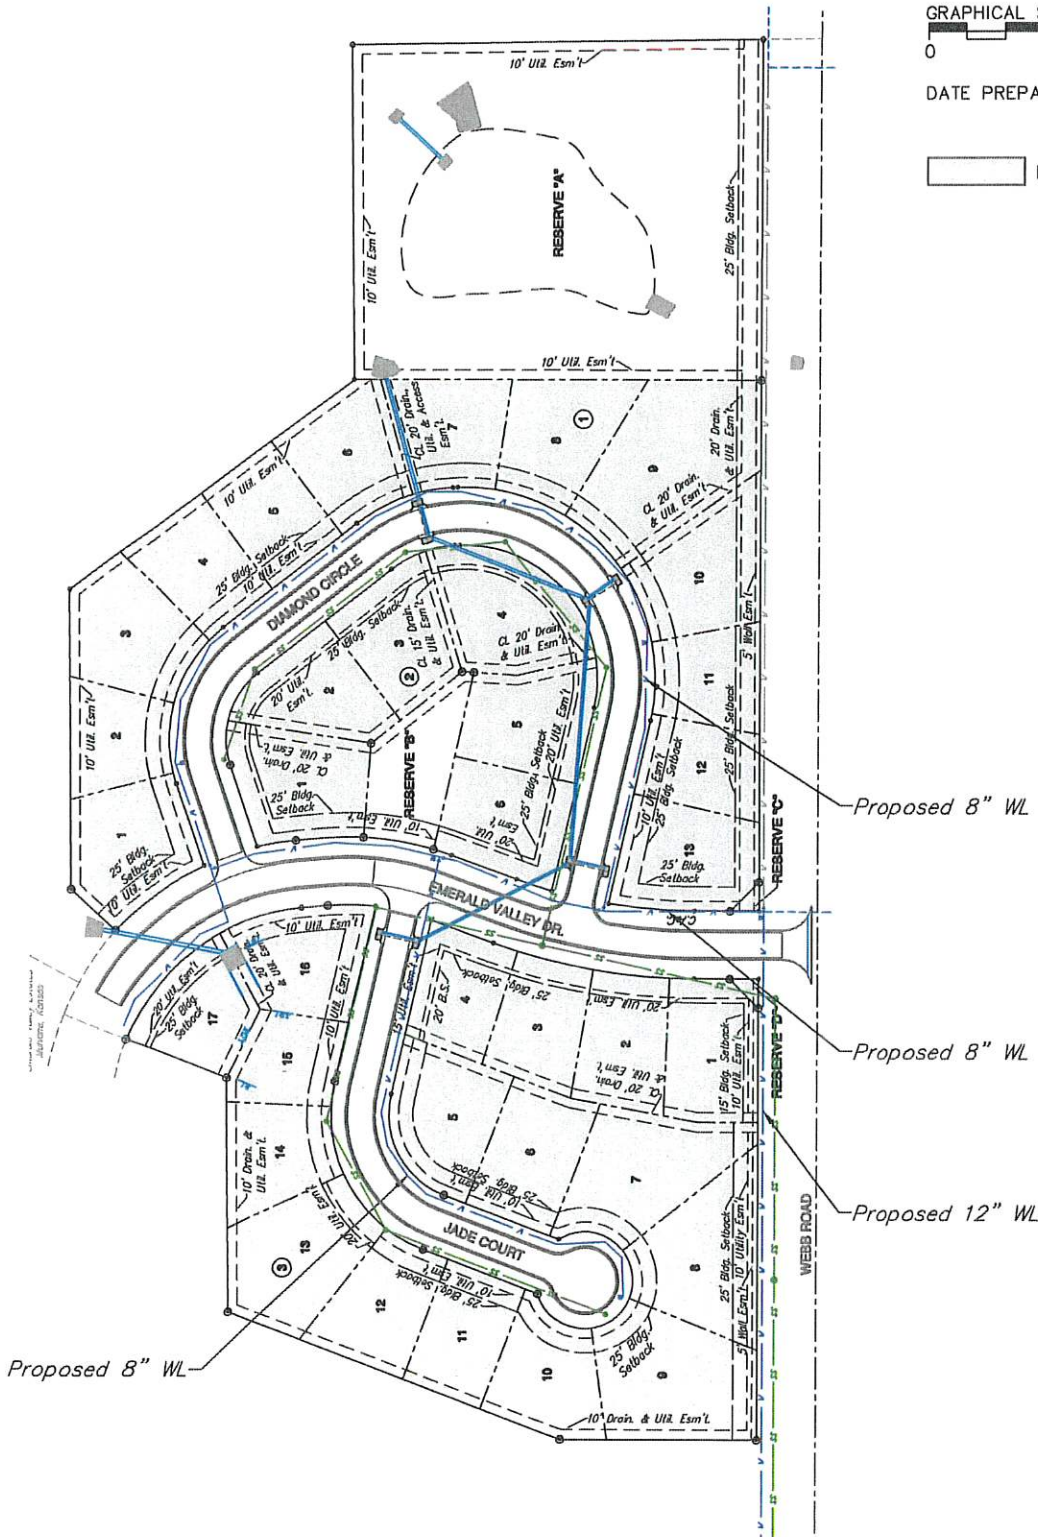 GRAPHICAL
0
DATE PREPA
10' Util. Esm't
10' Util. Esm't
RESERVE "A"
25' Bldg. Setback
10' Util. Esm't
CL 20' Drain.
Util. & Access
Esm't.
7
6
5
4
3
2
1
8
1
9
20' Drain.
& Util. Esm't
CL 20' Drain.
& Util. Esm't
10
11
12
13
10' Util. Esm't
25' Bldg. Setback
10' Util. Esm't
DIAMOND CIRCLE
25' Bldg. Setback
20' Util.
Esm't.
2
3
CL 15' Drain.
& Util. Esm't
2
4
CL 20' Drain
& Util. Esm't
5
6
25' Bldg. Setback
20' Util. Esm't
20' Util.
Esm't
RESERVE "B"
1
CL 20' Drain.
& Util. Esm't
25' Bldg.
Setback
10' Util. Esm't
10' Util. Esm't
25' Bldg.
Setback
10' Util. Esm't
5' Wall Esm't
25' Bldg. Setback
10' Util. Esm't
25' Bldg. Setback
25' Bldg.
Setback
RESERVE "C"
Proposed 8" WL
EMERALD VALLEY DR.
10' Util. Esm't
16
CL 20' Drain.
& Util. Esm't
20' Util. Esm't
25' Bldg.
Setback
17
15
10' Util. Esm't
15' Util. Esm't
20' B.S.
4
25' Bldg. Setback
20' Util. Esm't
3
2
1
CL 20' Drain.
& Util. Esm't
15' Bldg. Setback
10' Util. Esm't
RESERVE "D"
Proposed 8" WL
5
6
7
8
10' Util. Esm't
25' Bldg. Setback
14
10' Drain. &
Util. Esm't.
13
3
20' Util. Esm't
JADE COURT
25' Bldg. Setback
10' Util. Esm't
12
11
10
9
25' Bldg.
Setback
25' Bldg. Setback
10' Utility Esm't
5' Wall Esm't
WEBB ROAD
Proposed 12" WL
Proposed 8" WL
10' Drain. & Util. Esm't.